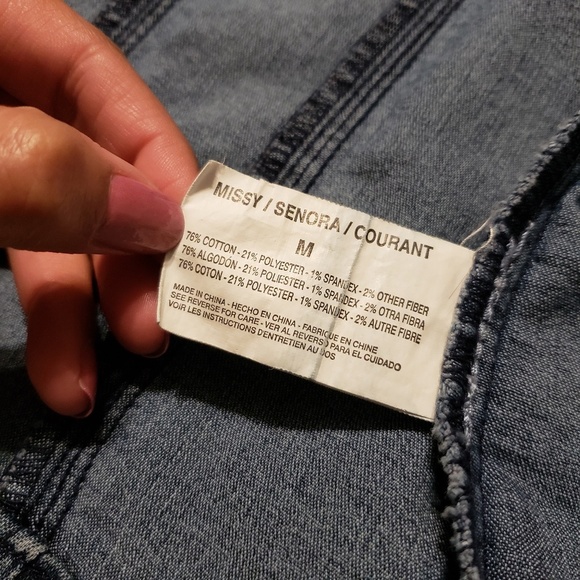 MISSY / SENORA / COURANT
M
76% COTTON - 21% POLYESTER - 1% SPANDEX - 2% OTHER FIBER
76% ALGODÓN - 21% POLIESTER - 1% SPANDEX - 2% OTRA FIBRA
76% COTON - 21% POLYESTER - 1% SPANDEX - 2% AUTRE FIBRE
MADE IN CHINA - HECHO EN CHINA - FABRIQUE EN CHINE
SEE REVERSE FOR CARE - VER AL REVERSO PARA EL CUIDADO
VOIR LES INSTRUCTIONS D'ENTRETIEN AU DOS